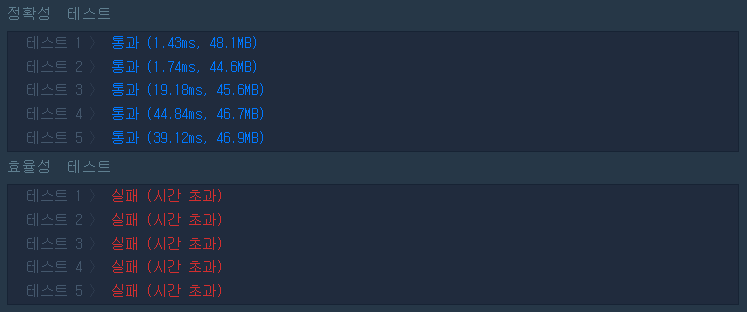 정확성 테스트
테스트 1 〉 통과 (1.43ms, 48.1MB)
테스트 2 〉 통과 (1.74ms, 44.6MB)
테스트 3 〉 통과 (19.18ms, 45.6MB)
테스트 4 〉 통과 (44.84ms, 46.7MB)
테스트 5 〉 통과 (39.12ms, 46.9MB)
효율성 테스트
테스트 1 〉 실패 (시간 초과)
테스트 2 〉 실패 (시간 초과)
테스트 3 〉 실패 (시간 초과)
테스트 4 〉 실패 (시간 초과)
테스트 5 〉 실패 (시간 초과)